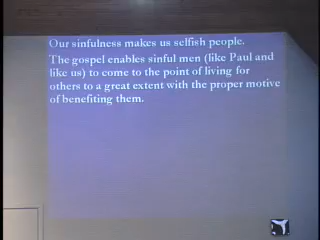 Our sinfulness makes us selfish people.
The gospel enables sinful men (like Paul and
like us) to come to the point of living for
others to a great extent with the proper motive
of benefiting them.